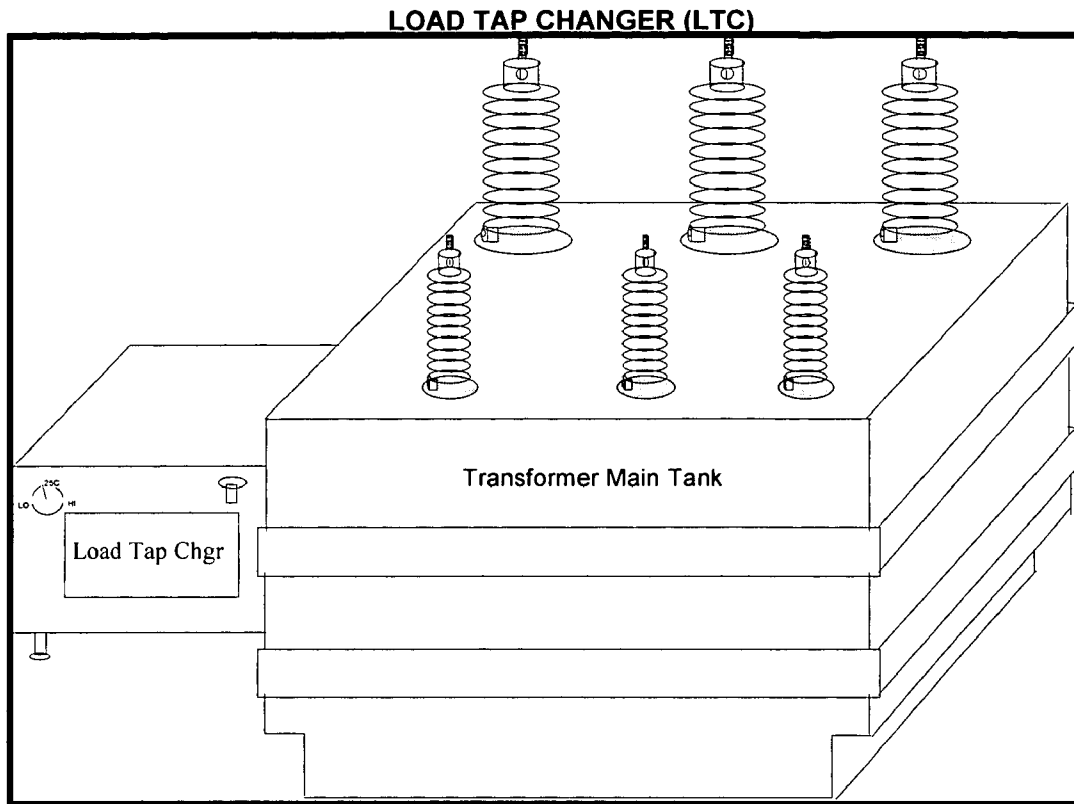 LOAD TAP CHANGER (LTC)
Transformer Main Tank
25C
LO HI
Load Tap Chgr